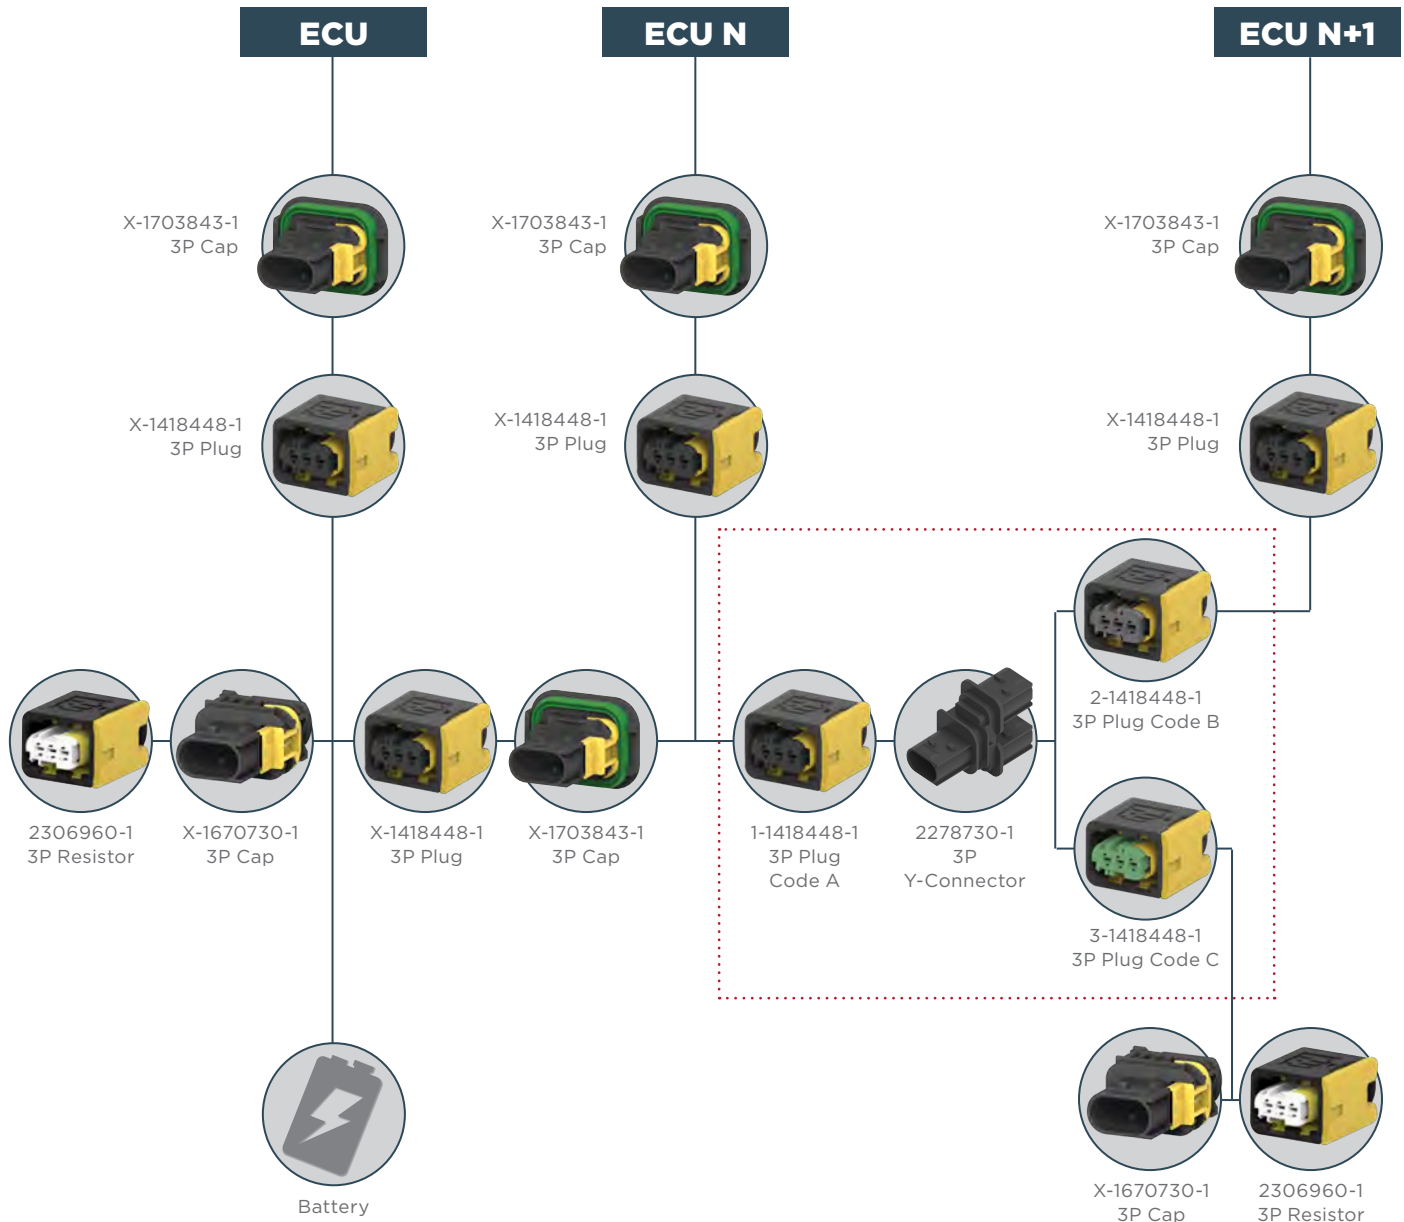 ECU
ECU N
ECU N+1
X-1703843-1
3P Cap
X-1703843-1
3P Cap
X-1703843-1
3P Cap
X-1418448-1
3P Plug
X-1418448-1
3P Plug
X-1418448-1
3P Plug
2-1418448-1
3P Plug Code B
2306960-1
3P Resistor
X-1670730-1
3P Cap
X-1418448-1
3P Plug
X-1703843-1
3P Cap
1-1418448-1
3P Plug
Code A
2278730-1
3P
Y-Connector
3-1418448-1
3P Plug Code C
Battery
X-1670730-1
3P Cap
2306960-1
3P Resistor